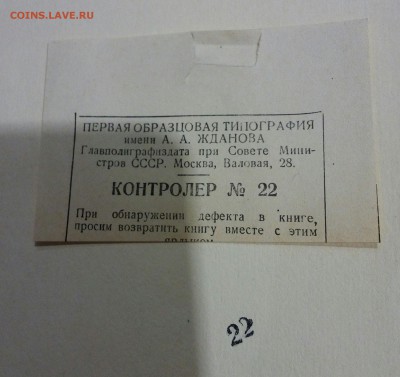 COINS.LAVE.RU
ПЕРВАЯ ОБРАЗЦОВАЯ ТИПОГРАФИЯ
имени А. А. ЖДАНОВА
Главполиграфиздата при Совете Мини-
стров СССР. Москва, Валовая, 28.
КОНТРОЛЕР № 22
При обнаружении дефекта в книге,
просим возвратить книгу вместе с этим
22